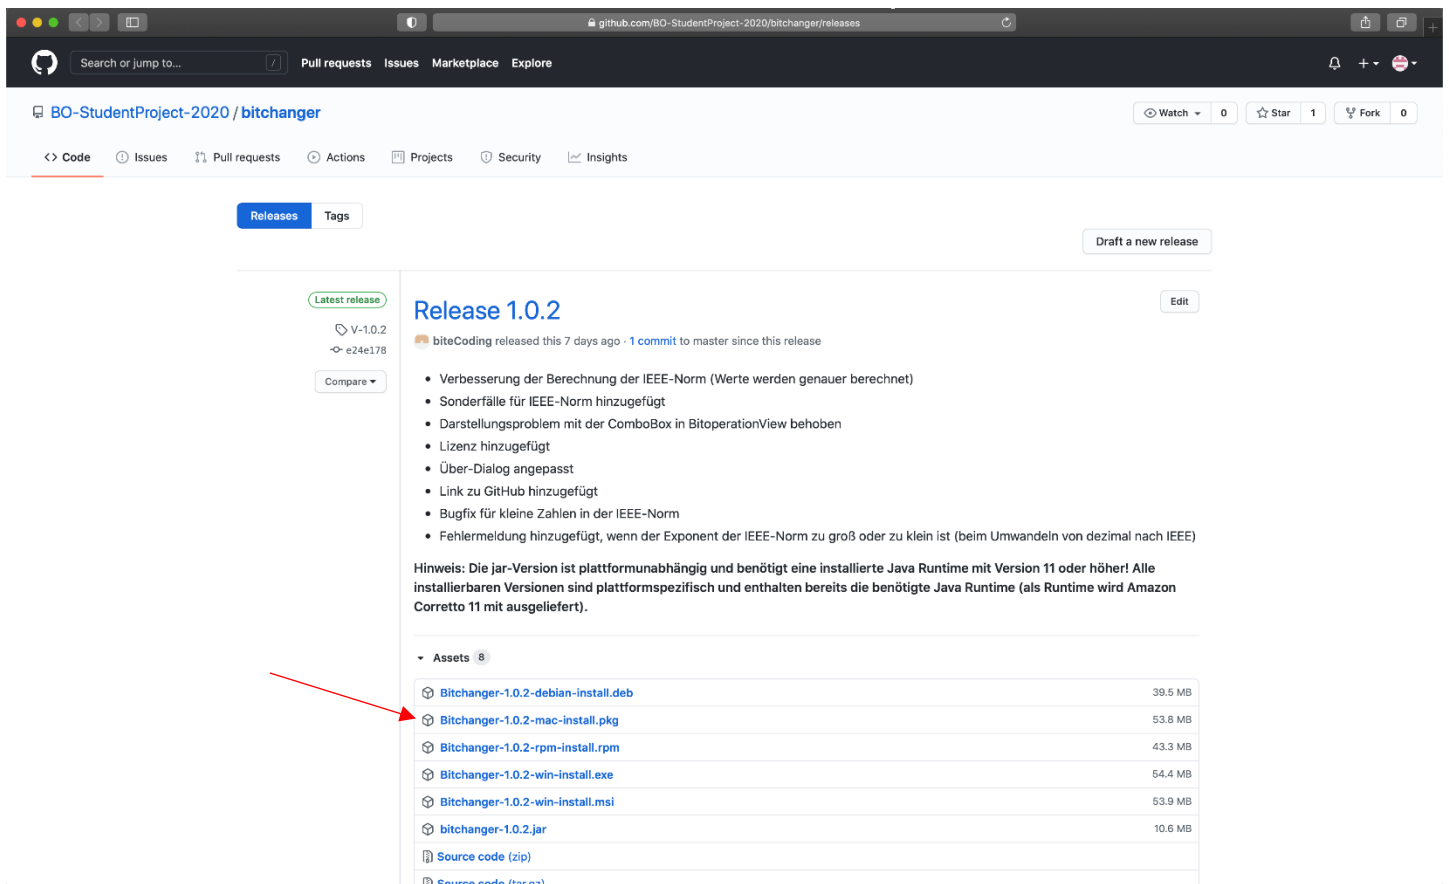 github.com/BO-StudentProject-2020/bitchanger/releases
Search or jump to... /
Pull requests Issues Marketplace Explore
BO-StudentProject-2020 / bitchanger
Watch 0 Star 1 Fork 0
Code Issues Pull requests Actions Projects Security Insights
Releases Tags
Draft a new release
Latest release
V-1.0.2
e24e178
Compare
Release 1.0.2
Edit
biteCoding released this 7 days ago · 1 commit to master since this release
• Verbesserung der Berechnung der IEEE-Norm (Werte werden genauer berechnet)
• Sonderfälle für IEEE-Norm hinzugefügt
• Darstellungsproblem mit der ComboBox in BitoperationView behoben
• Lizenz hinzugefügt
• Über-Dialog angepasst
• Link zu GitHub hinzugefügt
• Bugfix für kleine Zahlen in der IEEE-Norm
• Fehlermeldung hinzugefügt, wenn der Exponent der IEEE-Norm zu groß oder zu klein ist (beim Umwandeln von dezimal nach IEEE)
Hinweis: Die jar-Version ist plattformunabhängig und benötigt eine installierte Java Runtime mit Version 11 oder höher! Alle
installierbaren Versionen sind plattformspezifisch und enthalten bereits die benötigte Java Runtime (als Runtime wird Amazon
Corretto 11 mit ausgeliefert).
Assets 8
Bitchanger-1.0.2-debian-install.deb 39.5 MB
Bitchanger-1.0.2-mac-install.pkg 53.8 MB
Bitchanger-1.0.2-rpm-install.rpm 43.3 MB
Bitchanger-1.0.2-win-install.exe 54.4 MB
Bitchanger-1.0.2-win-install.msi 53.9 MB
bitchanger-1.0.2.jar 10.6 MB
Source code (zip)
Source code (tar.gz)